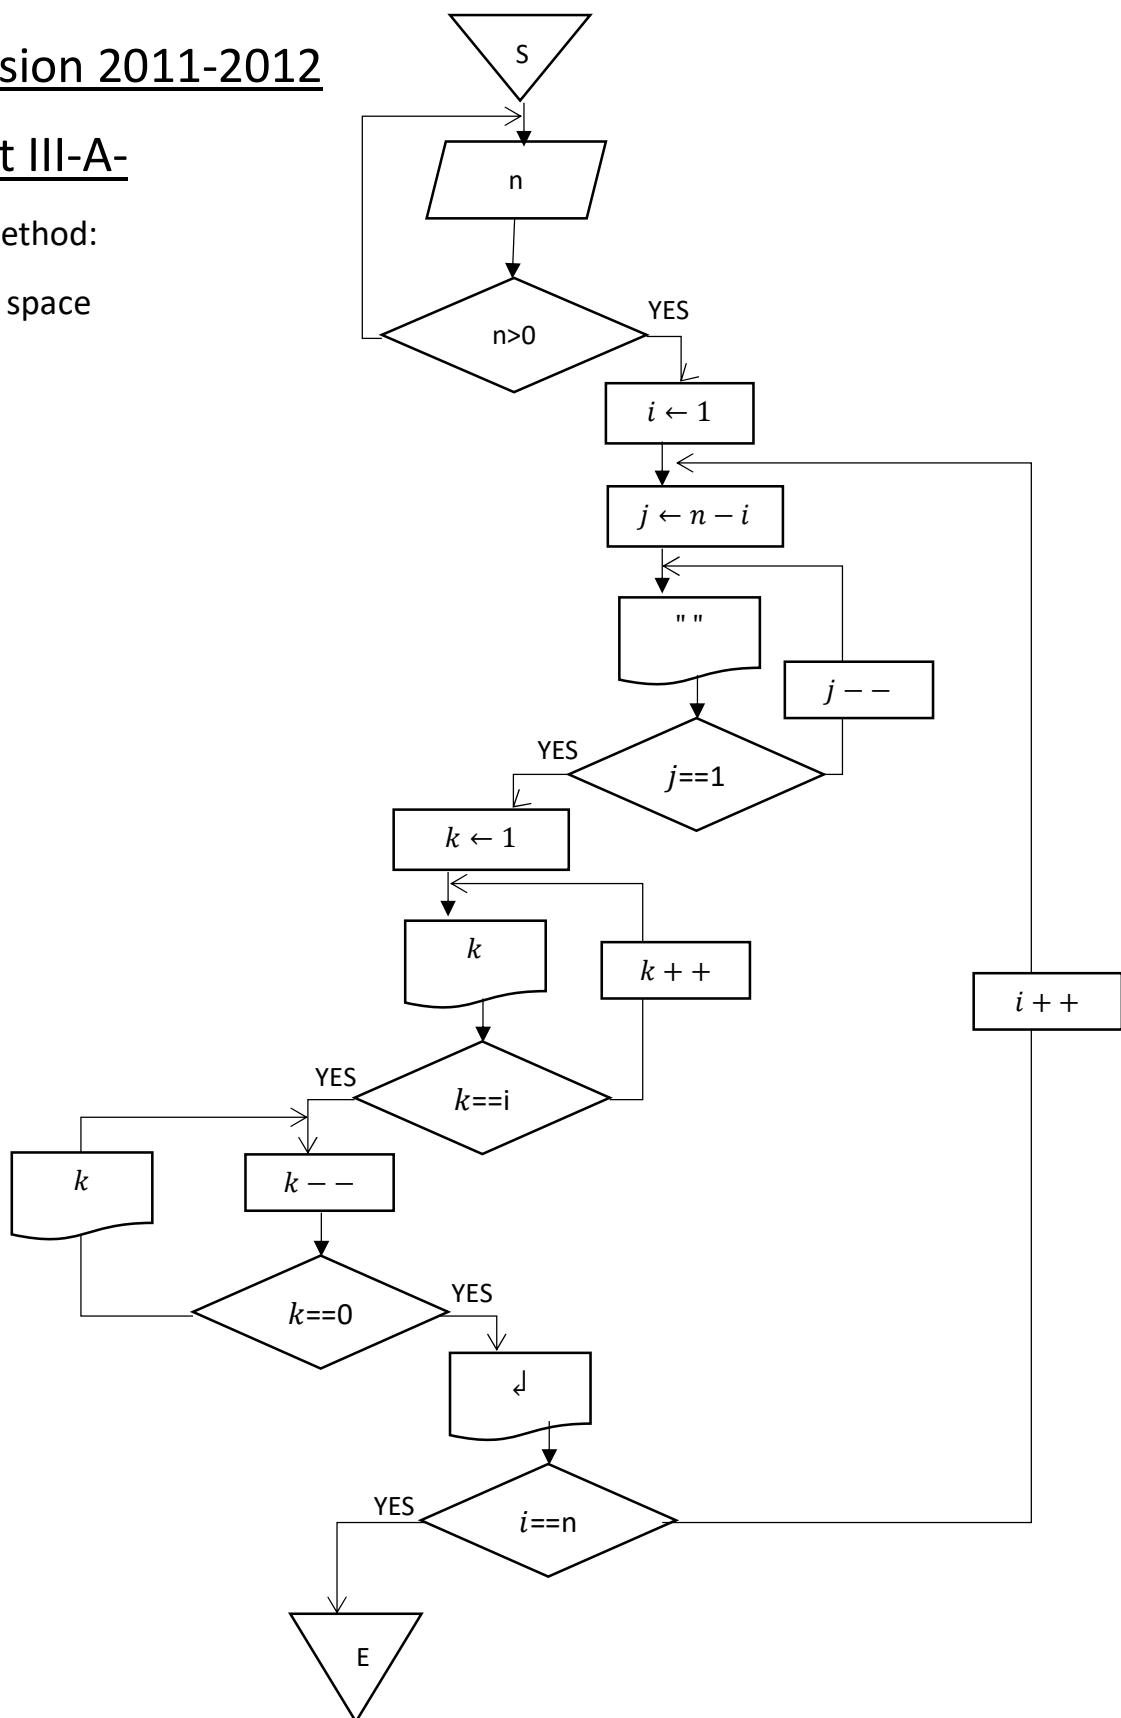 S
sion 2011-2012
t III-A-
n
ethod:
space
YES
n>0
i ← 1
j ← n − i
" "
j − −
YES
j==1
k ← 1
k
k + +
i + +
YES
k==i
k
k − −
YES
k==0
↲
YES
i==n
E